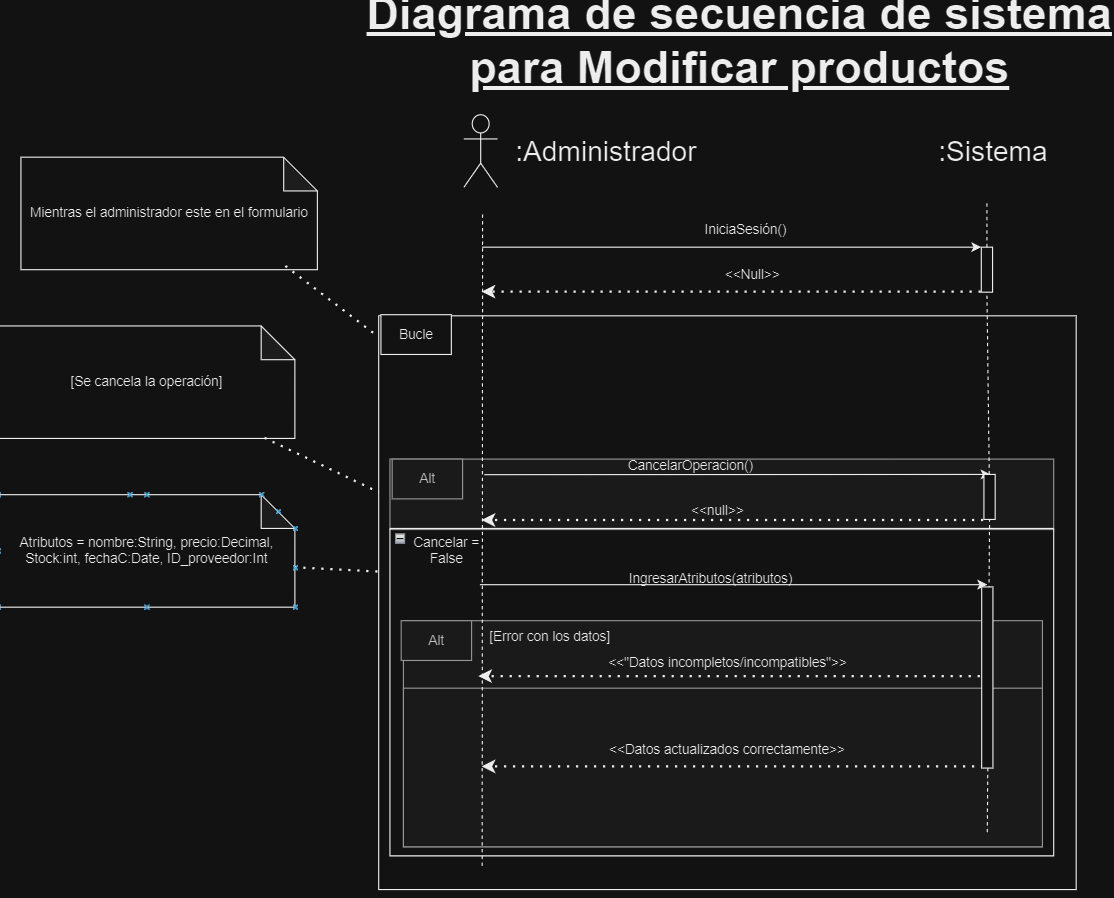 Diagrama de secuencia de sistema
para Modificar productos
:Administrador
:Sistema
Mientras el administrador este en el formulario
IniciaSesión()
<<Null>>
Bucle
[Se cancela la operación]
CancelarOperacion()
Alt
<<null>>
Atributos = nombre:String, precio:Decimal,
Stock:int, fechaC:Date, ID_proveedor:Int
Cancelar =
False
IngresarAtributos(atributos)
Alt
[Error con los datos]
<<"Datos incompletos/incompatibles">>
<<Datos actualizados correctamente>>